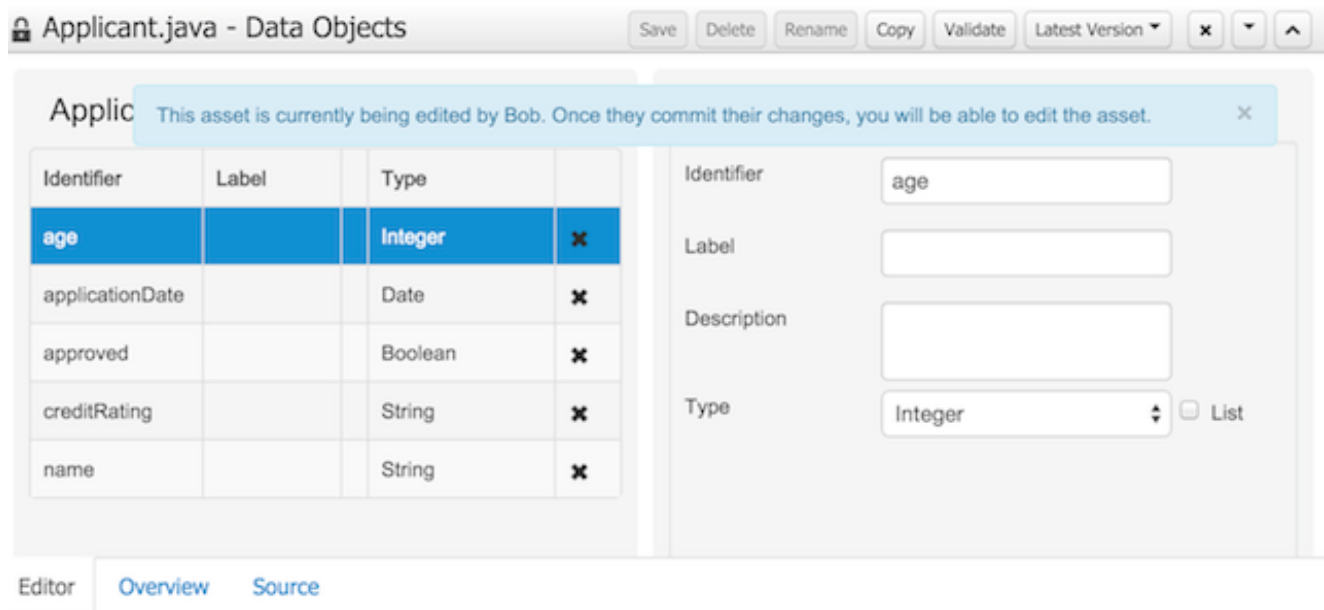 Applicant.java - Data Objects
Save Delete Rename Copy Validate Latest Version
Applic
This asset is currently being edited by Bob. Once they commit their changes, you will be able to edit the asset.
Identifier Label Type
age Integer
applicationDate Date
approved Boolean
creditRating String
name String
Identifier age
Label
Description
Type Integer List
Editor Overview Source